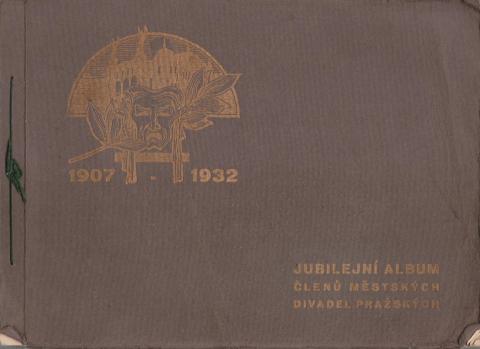 1907 - 1932
JUBILEJNÍ ALBUM
ČLENŮ MĚSTSKÝCH
DIVADEL PRAŽSKÝCH